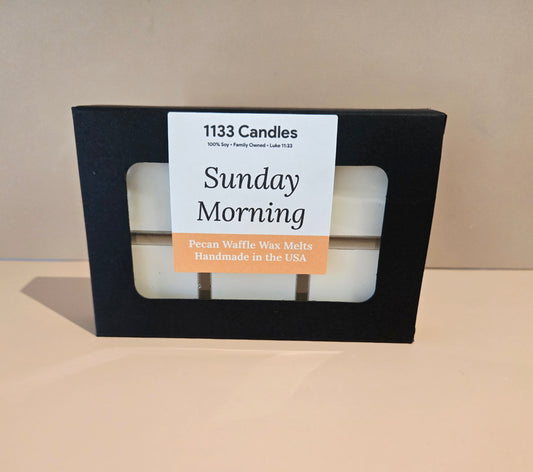 1133 Candles
100% Soy • Family Owned • Luke 11:33
Sunday
Morning
Pecan Waffle Wax Melts
Handmade in the USA